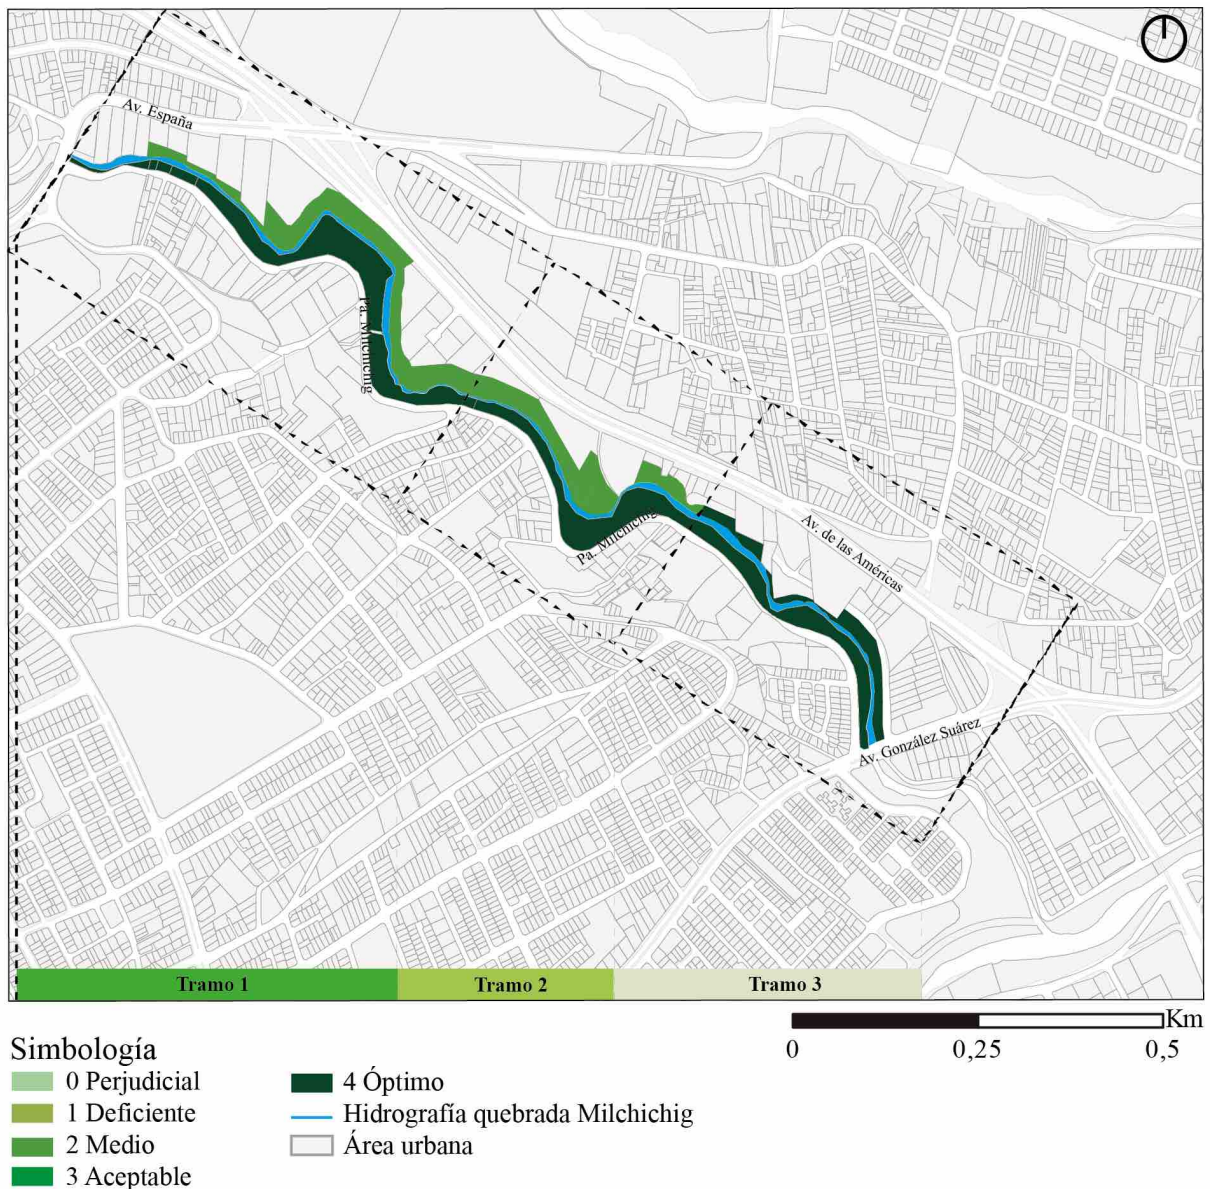 Av. España
Pa. Milchichig
Pa. Milchichig
Av. de las Américas
Av. González Suárez
Tramo 1
Tramo 2
Tramo 3
Km
0
0,25
0,5
Simbología
0 Perjudicial
1 Deficiente
2 Medio
3 Aceptable
4 Óptimo
Hidrografía quebrada Milchichig
Área urbana